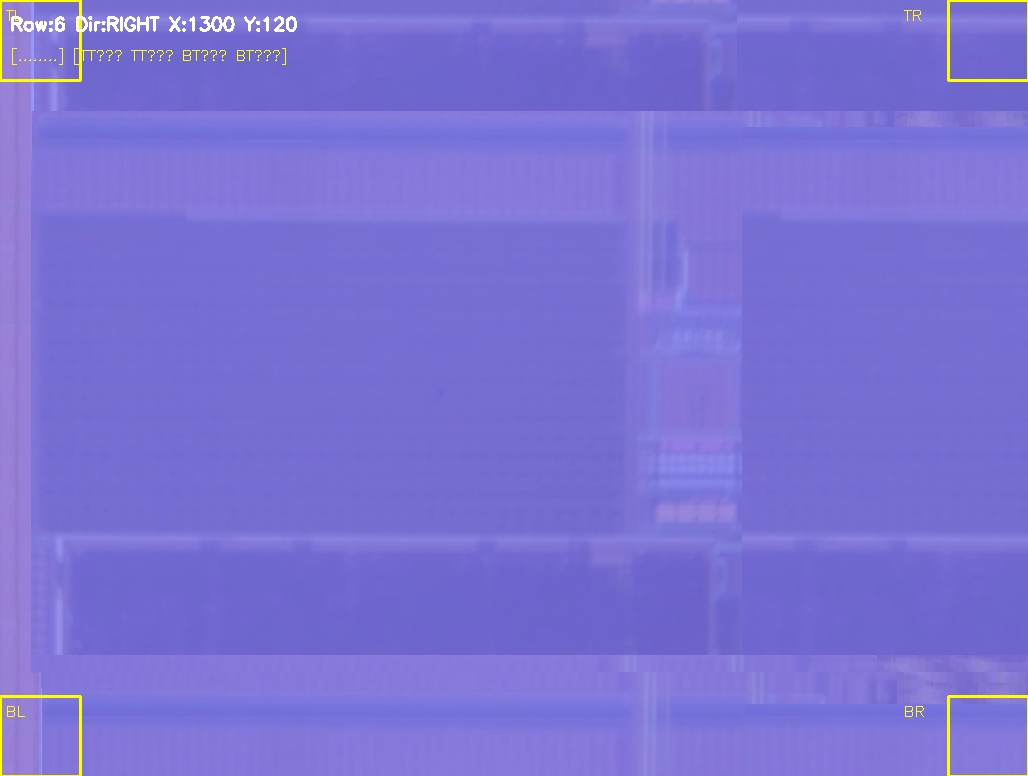 TL
Row:6 Dir:RIGHT X:1300 Y:120
TR
[........] [TT??? TT??? BT??? BT???]
BL
BR